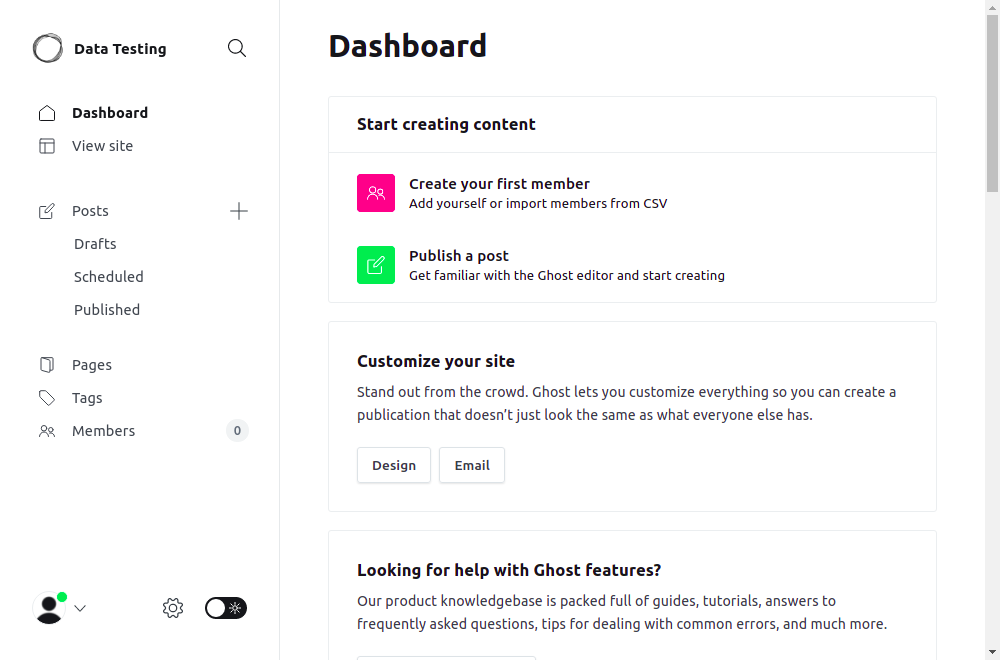 Data Testing
Dashboard
View site
Posts
Drafts
Scheduled
Published
Pages
Tags
Members
0
Dashboard
Start creating content
Create your first member
Add yourself or import members from CSV
Publish a post
Get familiar with the Ghost editor and start creating
Customize your site
Stand out from the crowd. Ghost lets you customize everything so you can create a
publication that doesn’t just look the same as what everyone else has.
Design
Email
Looking for help with Ghost features?
Our product knowledgebase is packed full of guides, tutorials, answers to
frequently asked questions, tips for dealing with common errors, and much more.